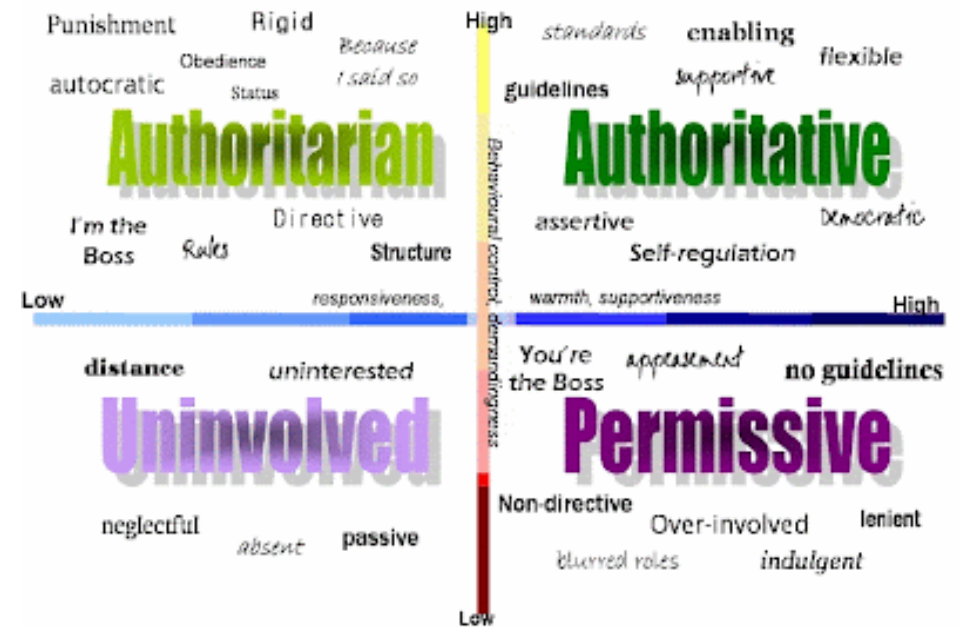 Punishment
Rigid
Because
I said so
Obedience
autocratic
Status
Authoritarian
I'm the
Boss
Rules
Directive
Structure
High
standards
enabling
flexible
supportive
guidelines
Authoritative
assertive
Democratic
Self-regulation
Behavioural control, demandingness
Low
responsiveness,
warmth, supportiveness
High
distance
uninterested
Uninvolved
neglectful
absent
passive
You're
the Boss
appeasement
no guidelines
Permissive
Non-directive
Over-involved
lenient
blurred roles
indulgent
Low